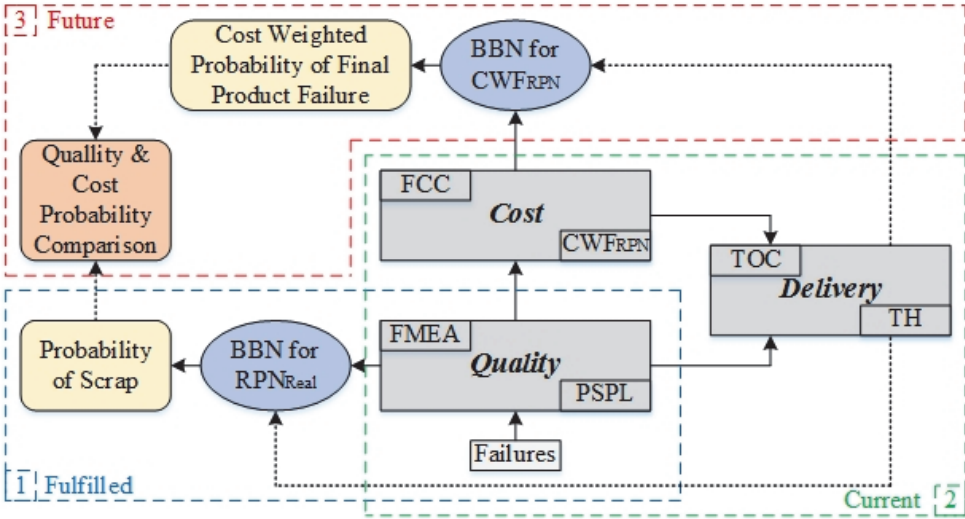 3 Future
Cost Weighted
Probability of Final
Product Failure
BBN for
CWFRPN
Quallity &
Cost
Probability
Comparison
FCC
Cost
CWFRPN
TOC
Delivery
TH
Probability
of Scrap
BBN for
RPNReal
FMEA
Quality
PSPL
Failures
1 Fulfilled
Current 2